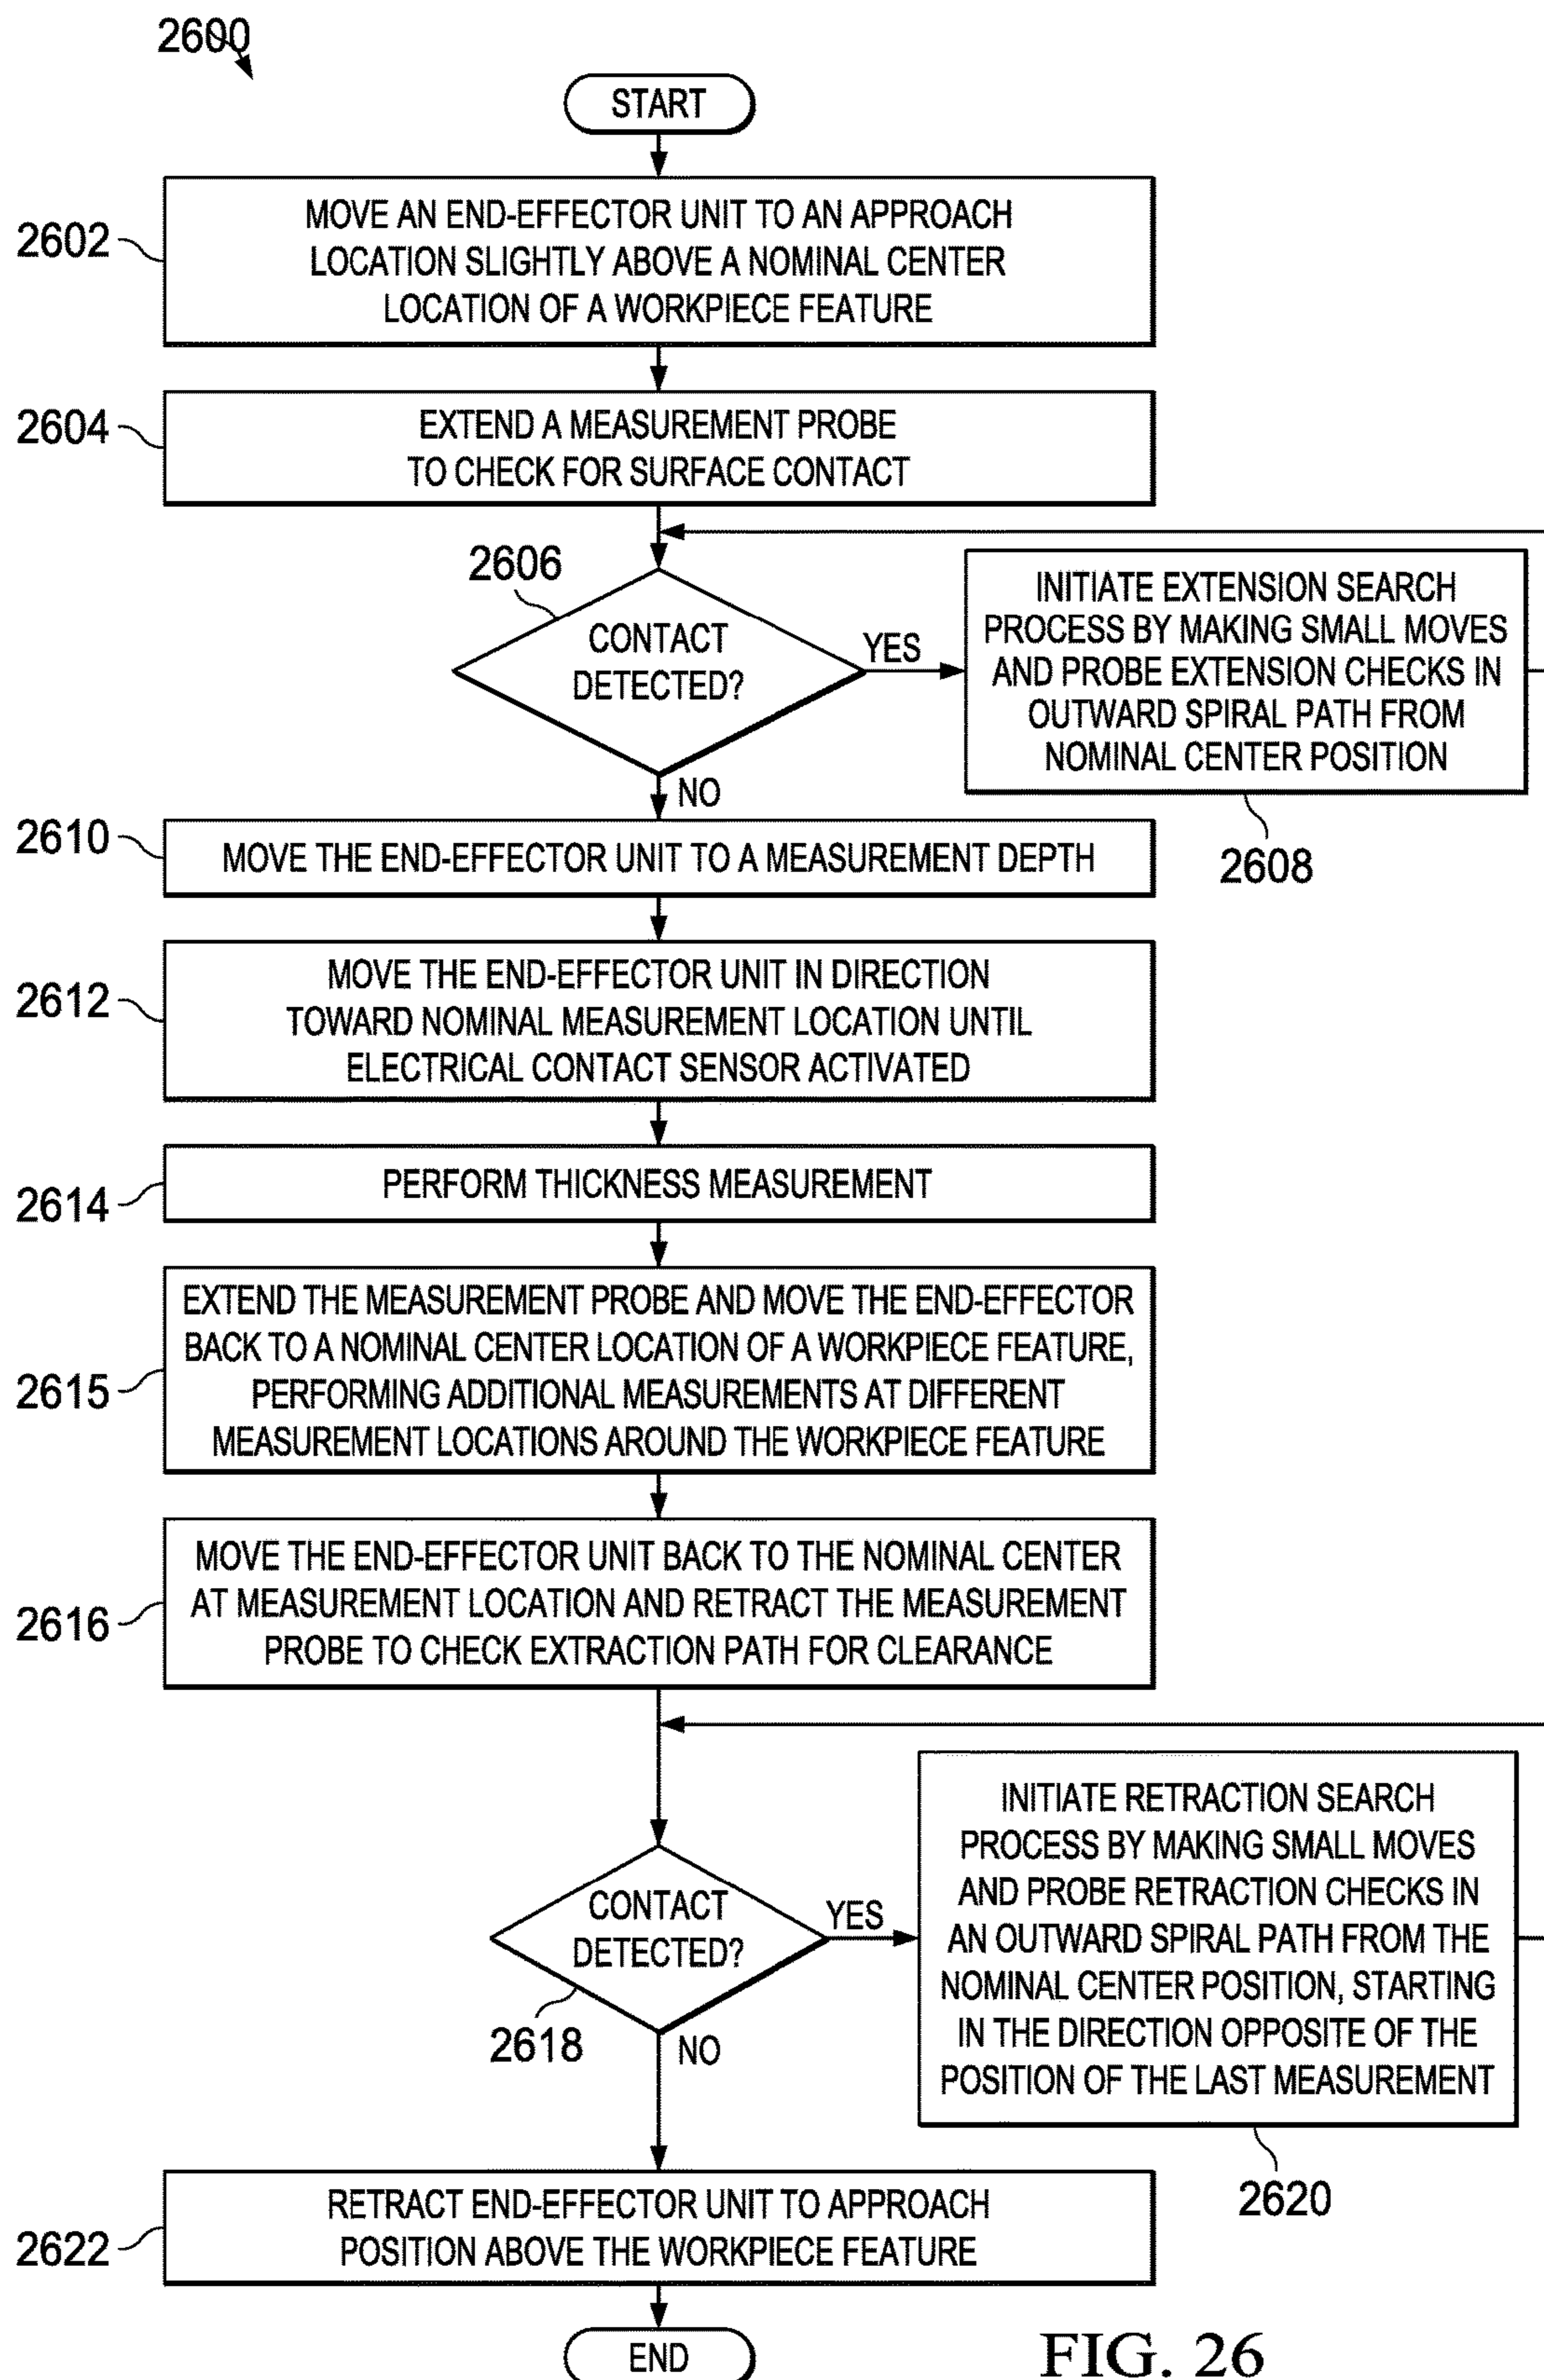 2600
START
2602
MOVE AN END-EFFECTOR UNIT TO AN APPROACH
LOCATION SLIGHTLY ABOVE A NOMINAL CENTER
LOCATION OF A WORKPIECE FEATURE
2604
EXTEND A MEASUREMENT PROBE
TO CHECK FOR SURFACE CONTACT
2606
CONTACT
DETECTED?
YES
INITIATE EXTENSION SEARCH
PROCESS BY MAKING SMALL MOVES
AND PROBE EXTENSION CHECKS IN
OUTWARD SPIRAL PATH FROM
NOMINAL CENTER POSITION
2608
NO
2610
MOVE THE END-EFFECTOR UNIT TO A MEASUREMENT DEPTH
2612
MOVE THE END-EFFECTOR UNIT IN DIRECTION
TOWARD NOMINAL MEASUREMENT LOCATION UNTIL
ELECTRICAL CONTACT SENSOR ACTIVATED
2614
PERFORM THICKNESS MEASUREMENT
2615
EXTEND THE MEASUREMENT PROBE AND MOVE THE END-EFFECTOR
BACK TO A NOMINAL CENTER LOCATION OF A WORKPIECE FEATURE,
PERFORMING ADDITIONAL MEASUREMENTS AT DIFFERENT
MEASUREMENT LOCATIONS AROUND THE WORKPIECE FEATURE
2616
MOVE THE END-EFFECTOR UNIT BACK TO THE NOMINAL CENTER
AT MEASUREMENT LOCATION AND RETRACT THE MEASUREMENT
PROBE TO CHECK EXTRACTION PATH FOR CLEARANCE
CONTACT
DETECTED?
2618
YES
INITIATE RETRACTION SEARCH
PROCESS BY MAKING SMALL MOVES
AND PROBE RETRACTION CHECKS IN
AN OUTWARD SPIRAL PATH FROM THE
NOMINAL CENTER POSITION, STARTING
IN THE DIRECTION OPPOSITE OF THE
POSITION OF THE LAST MEASUREMENT
2620
NO
2622
RETRACT END-EFFECTOR UNIT TO APPROACH
POSITION ABOVE THE WORKPIECE FEATURE
END
FIG. 26